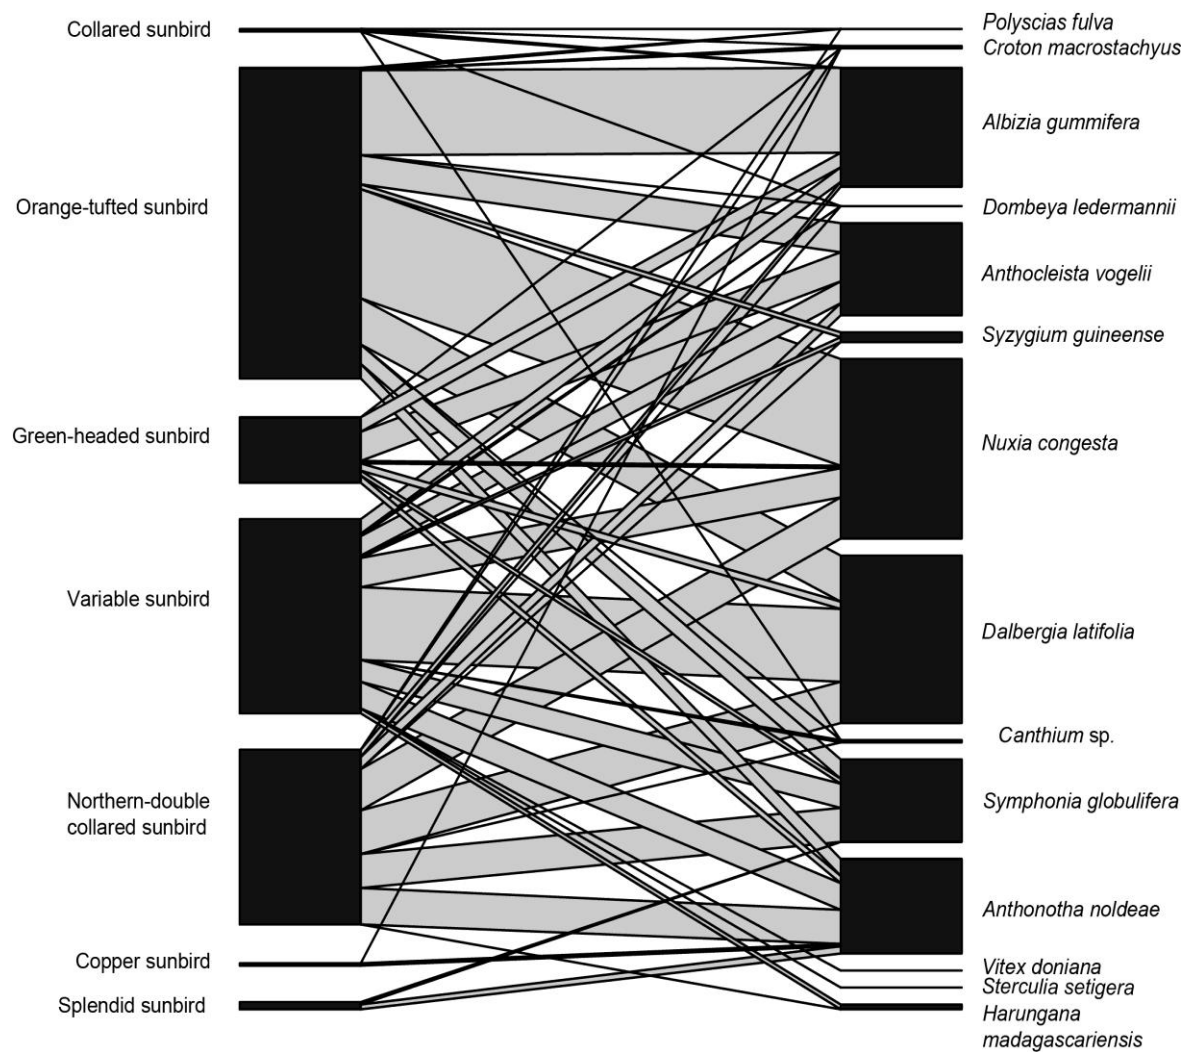 Collared sunbird
Orange-tufted sunbird
Green-headed sunbird
Variable sunbird
Northern-double
collared sunbird
Copper sunbird
Splendid sunbird
Polyscias fulva
Croton macrostachyus
Albizia gummifera
Dombeya ledermannii
Anthocleista vogelii
Syzygium guineense
Nuxia congesta
Dalbergia latifolia
Canthium sp.
Symphonia globulifera
Anthonotha noldeae
Vitex doniana
Sterculia setigera
Harungana
madagascariensis